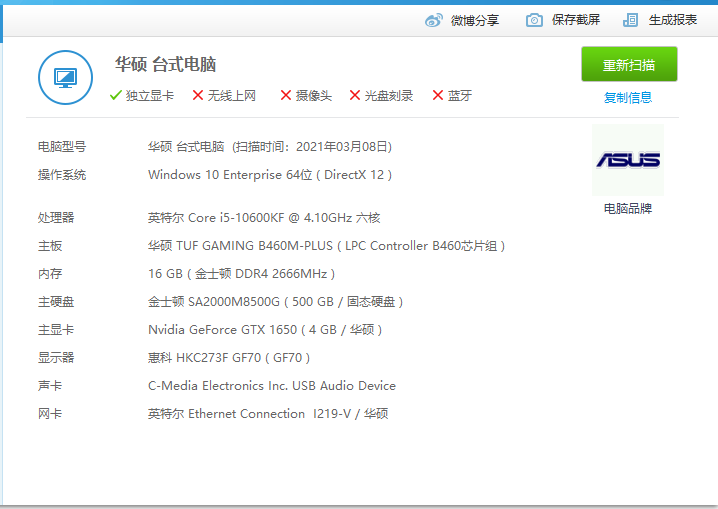 微博分享 保存截屏 生成报表
华硕 台式电脑
重新扫描
独立显卡 无线上网 摄像头 光盘刻录 蓝牙
复制信息
电脑型号 华硕 台式电脑 (扫描时间：2021年03月08日)
操作系统 Windows 10 Enterprise 64位 ( DirectX 12 )
ASUS
电脑品牌
处理器 英特尔 Core i5-10600KF @ 4.10GHz 六核
主板 华硕 TUF GAMING B460M-PLUS ( LPC Controller B460芯片组 )
内存 16 GB ( 金士顿 DDR4 2666MHz )
主硬盘 金士顿 SA2000M8500G ( 500 GB / 固态硬盘 )
主显卡 Nvidia GeForce GTX 1650 ( 4 GB / 华硕 )
显示器 惠科 HKC273F GF70 ( GF70 )
声卡 C-Media Electronics Inc. USB Audio Device
网卡 英特尔 Ethernet Connection I219-V / 华硕